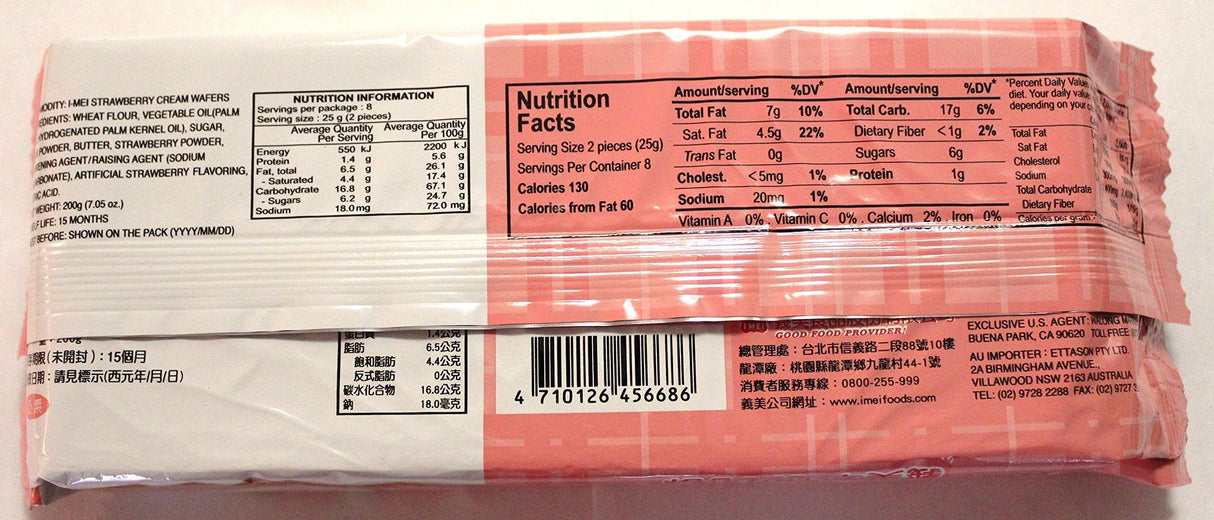 I-MEI STRAWBERRY CREAM WAFERS
WHEAT FLOUR, VEGETABLE OIL(PALM
PALM KERNEL OIL), SUGAR,
POWDER, BUTTER, STRAWBERRY POWDER,
AGENT/RAISING AGENT (SODIUM
ARTIFICIAL STRAWBERRY FLAVORING,
ACID.
WEIGHT: 200g (7.05 oz.)
LIFE: 15 MONTHS
BEFORE: SHOWN ON THE PACK (YYYY/MM/DD)
NUTRITION INFORMATION
Servings per package : 8
Serving size : 25 g (2 pieces)
Average Quantity Per Serving Average Quantity Per 100g
Energy 550 kJ 2200 kJ
Protein 1.4 g 5.6 g
Fat, total 6.5 g 26.1 g
- Saturated 4.4 g 17.4 g
Carbohydrate 16.8 g 67.1 g
- Sugars 6.2 g 24.7 g
Sodium 18.0 mg 72.0 mg
Nutrition
Facts
Serving Size 2 pieces (25g)
Servings Per Container 8
Calories 130
Calories from Fat 60
Amount/serving %DV* Amount/serving %DV*
Total Fat 7g 10% Total Carb. 17g 6%
Sat. Fat 4.5g 22% Dietary Fiber <1g 2%
Trans Fat 0g Sugars 6g
Cholest. <5mg 1% Protein 1g
Sodium 20mg 1%
Vitamin A 0% . Vitamin C 0% . Calcium 2% . Iron 0%
*Percent Daily Values
diet. Your daily value
depending on your
Total Fat
Sat Fat
Cholesterol
Sodium
Total Carbohydrate
Dietary Fiber
Calories per gram
(未開封)：15個月
日期：請見標示(西元年/月/日)
蛋白質 1.4公克
脂肪 6.5公克
飽和脂肪 4.4公克
反式脂肪 0公克
碳水化合物 16.8公克
鈉 18.0毫克
4 710126 456686
IMEI
GOOD FOOD PROVIDER!
總管理處：台北市信義路二段88號10樓
龍潭廠：桃園縣龍潭鄉九龍村44-1號
消費者服務專線：0800-255-999
義美公司網址：www.imeifoods.com
EXCLUSIVE U.S. AGENT:
BUENA PARK, CA 90620 TOLLFREE
AU IMPORTER : ETTASON PTY LTD.
2A BIRMINGHAM AVENUE.,
VILLAWOOD NSW 2163 AUSTRALIA
TEL: (02) 9728 2288 FAX: (02) 9727